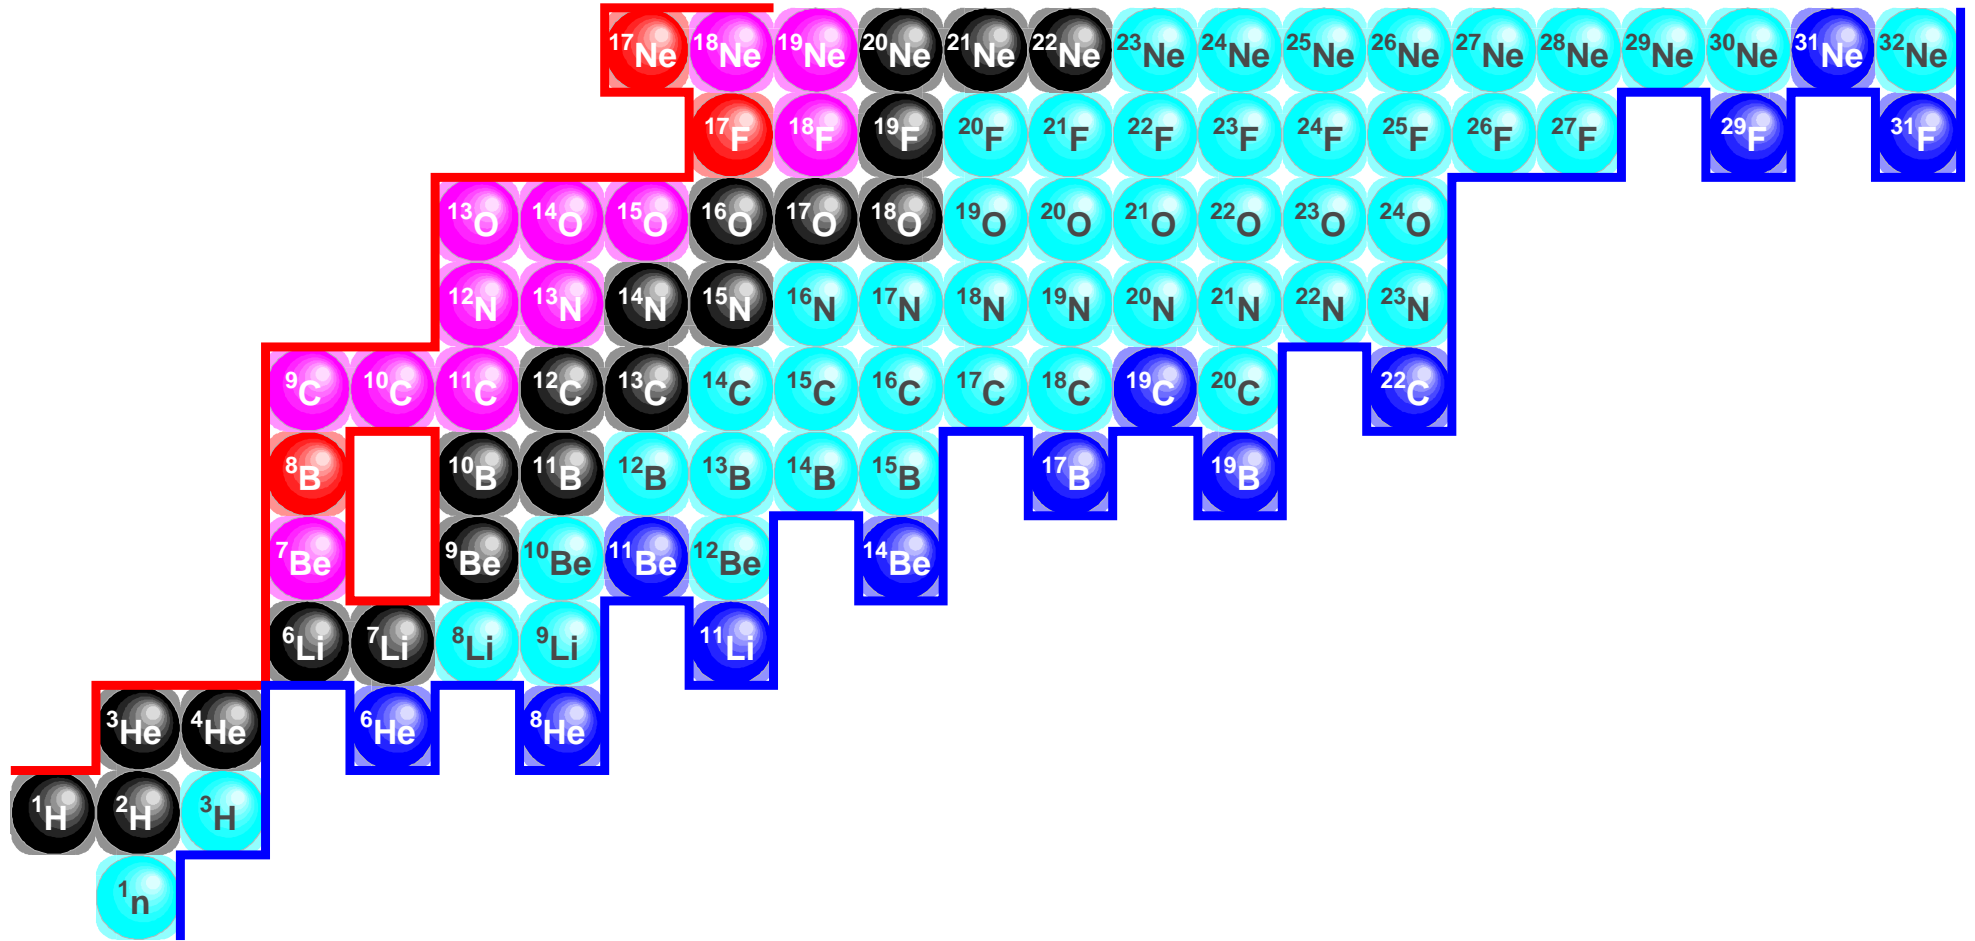 17Ne 18Ne 19Ne 20Ne 21Ne 22Ne 23Ne 24Ne 25Ne 26Ne 27Ne 28Ne 29Ne 30Ne 31Ne 32Ne
17F 18F 19F 20F 21F 22F 23F 24F 25F 26F 27F 29F 31F
13O 14O 15O 16O 17O 18O 19O 20O 21O 22O 23O 24O
12N 13N 14N 15N 16N 17N 18N 19N 20N 21N 22N 23N
9C 10C 11C 12C 13C 14C 15C 16C 17C 18C 19C 20C 22C
8B 10B 11B 12B 13B 14B 15B 17B 19B
7Be 9Be 10Be 11Be 12Be 14Be
6Li 7Li 8Li 9Li 11Li
3He 4He 6He 8He
1H 2H 3H
1n